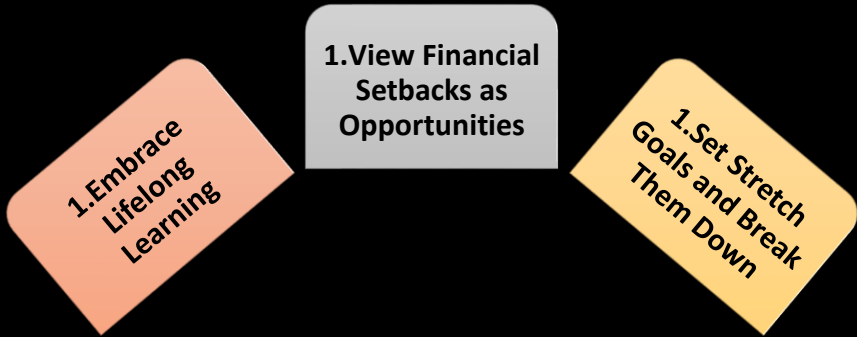 1.Embrace
Lifelong
Learning
1.View Financial
Setbacks as
Opportunities
1.Set Stretch
Goals and Break
Them Down